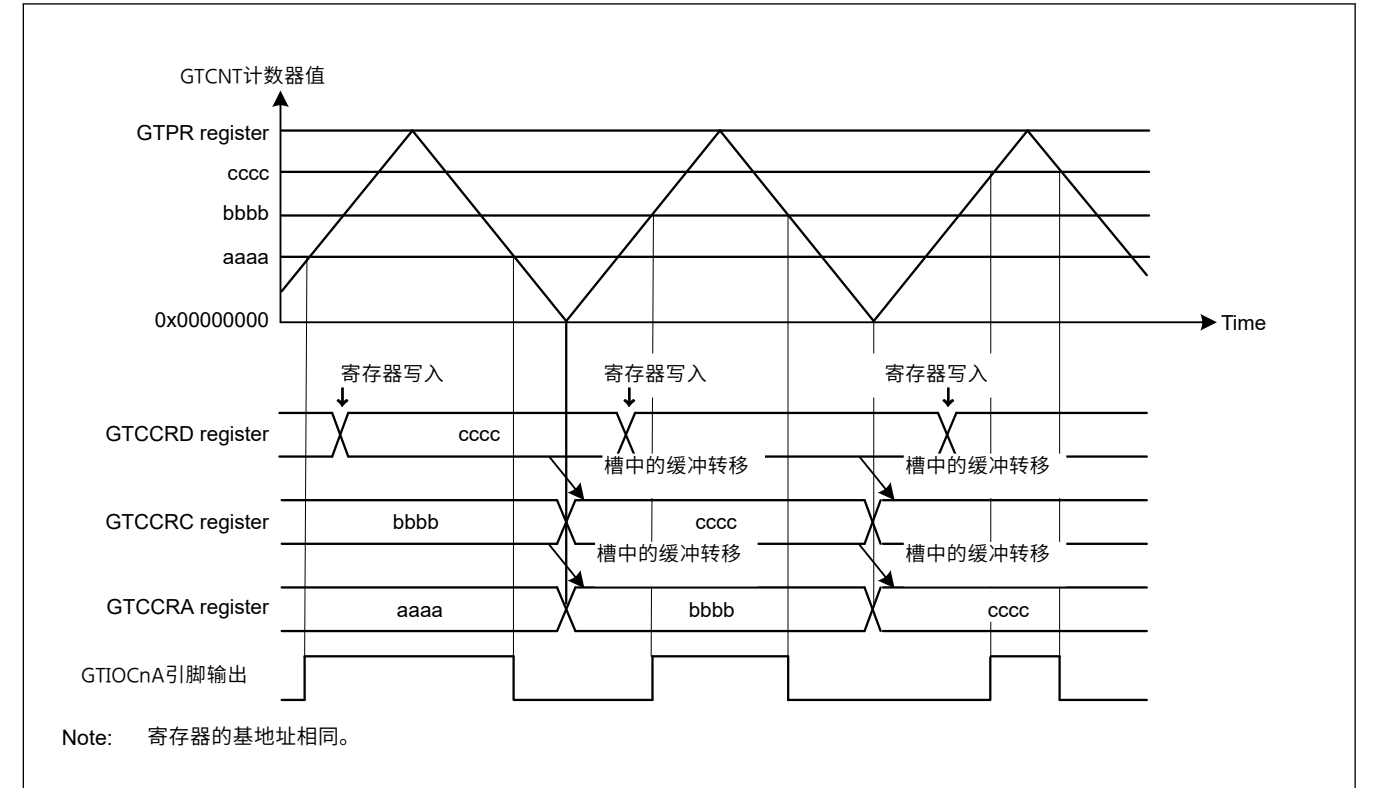 GTCNT计数器值
GTPR register
cccc
bbbb
aaaa
0x00000000
Time
寄存器写入 寄存器写入 寄存器写入
GTCCRD register cccc
槽中的缓冲转移 槽中的缓冲转移
GTCCRC register bbbb cccc
槽中的缓冲转移 槽中的缓冲转移
GTCCRA register aaaa bbbb cccc
GTIOCnA引脚输出
Note: 寄存器的基地址相同。